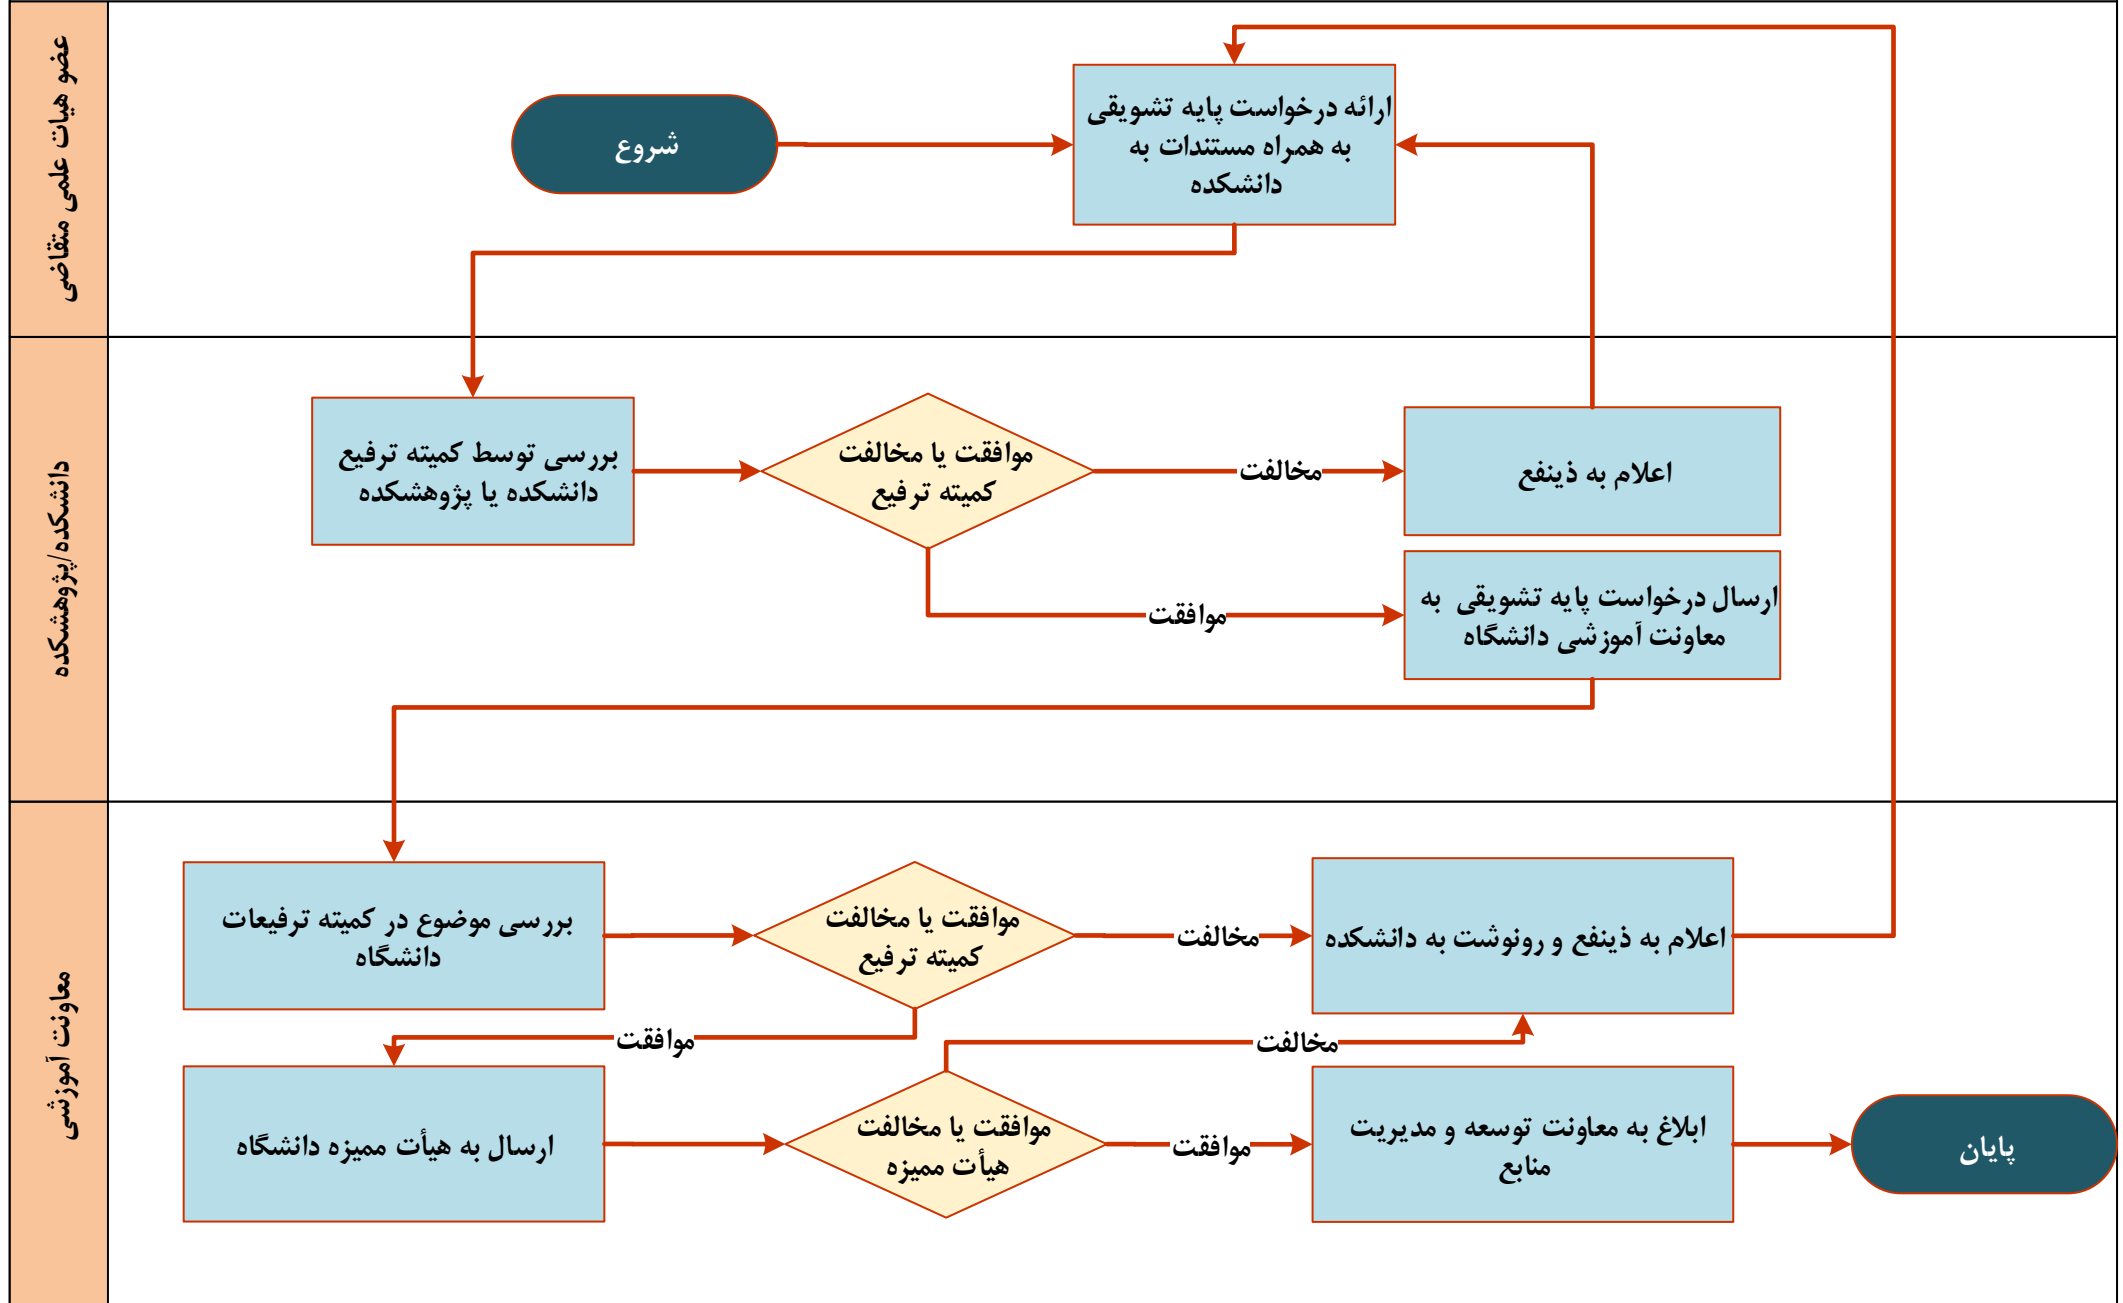 عضو هیات علمی متقاضی
شروع
ارائه درخواست پایه تشویقی
به همراه مستندات به
دانشکده
دانشکده/پژوهشکده
بررسی توسط کمیته ترفیع
دانشکده یا پژوهشکده
موافقت یا مخالفت
کمیته ترفیع
مخالفت
اعلام به ذینفع
موافقت
ارسال درخواست پایه تشویقی به
معاونت آموزشی دانشگاه
معاونت آموزشی
بررسی موضوع در کمیته ترفیعات
دانشگاه
موافقت یا مخالفت
کمیته ترفیع
مخالفت
اعلام به ذینفع و رونوشت به دانشکده
موافقت
مخالفت
ارسال به هیأت ممیزه دانشگاه
موافقت یا مخالفت
هیأت ممیزه
موافقت
ابلاغ به معاونت توسعه و مدیریت
منابع
پایان